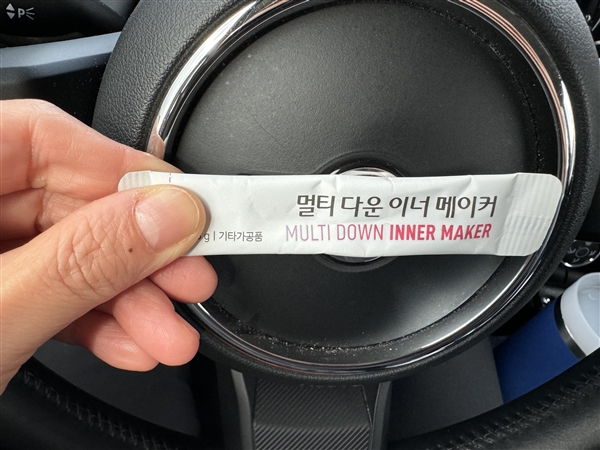 멀티 다운 이너 메이커
MULTI DOWN INNER MAKER
g | 기타가공품
P